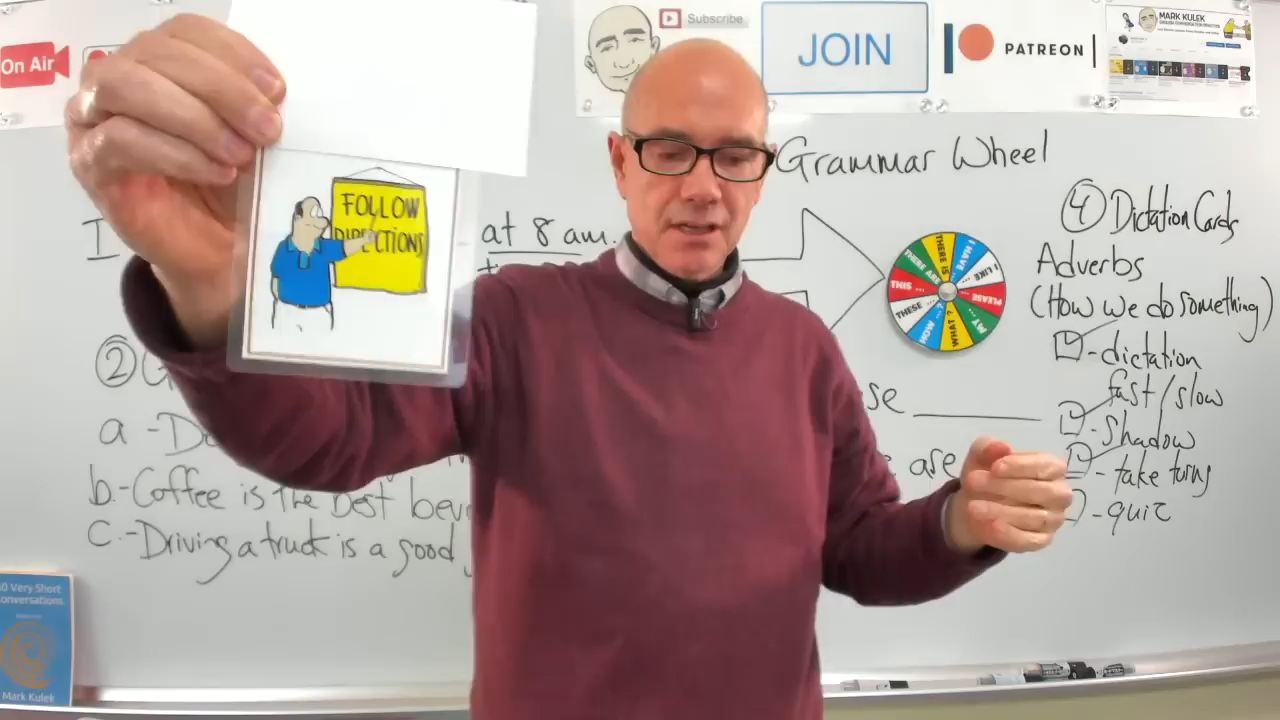 On Air
Subscribe
JOIN
PATREON
MARK KULEK
Grammar Wheel
I
at 8 am.
FOLLOW
DIRECTIONS
THERE IS
I HAVE
I LIKE ...
PLEASE ...
MY ...
WHAT?
HOW ...?
THESE ...
THIS ...
THERE ARE
④ Dictation Cards
Adverbs
(How we do something)
- dictation
fast/slow
- Shadow
- take turns
- quiz
② G
a - Do
b. - Coffee is the best bev
C. - Driving a truck is a good
se
are
0 Very Short
onversations
Mark Kulek